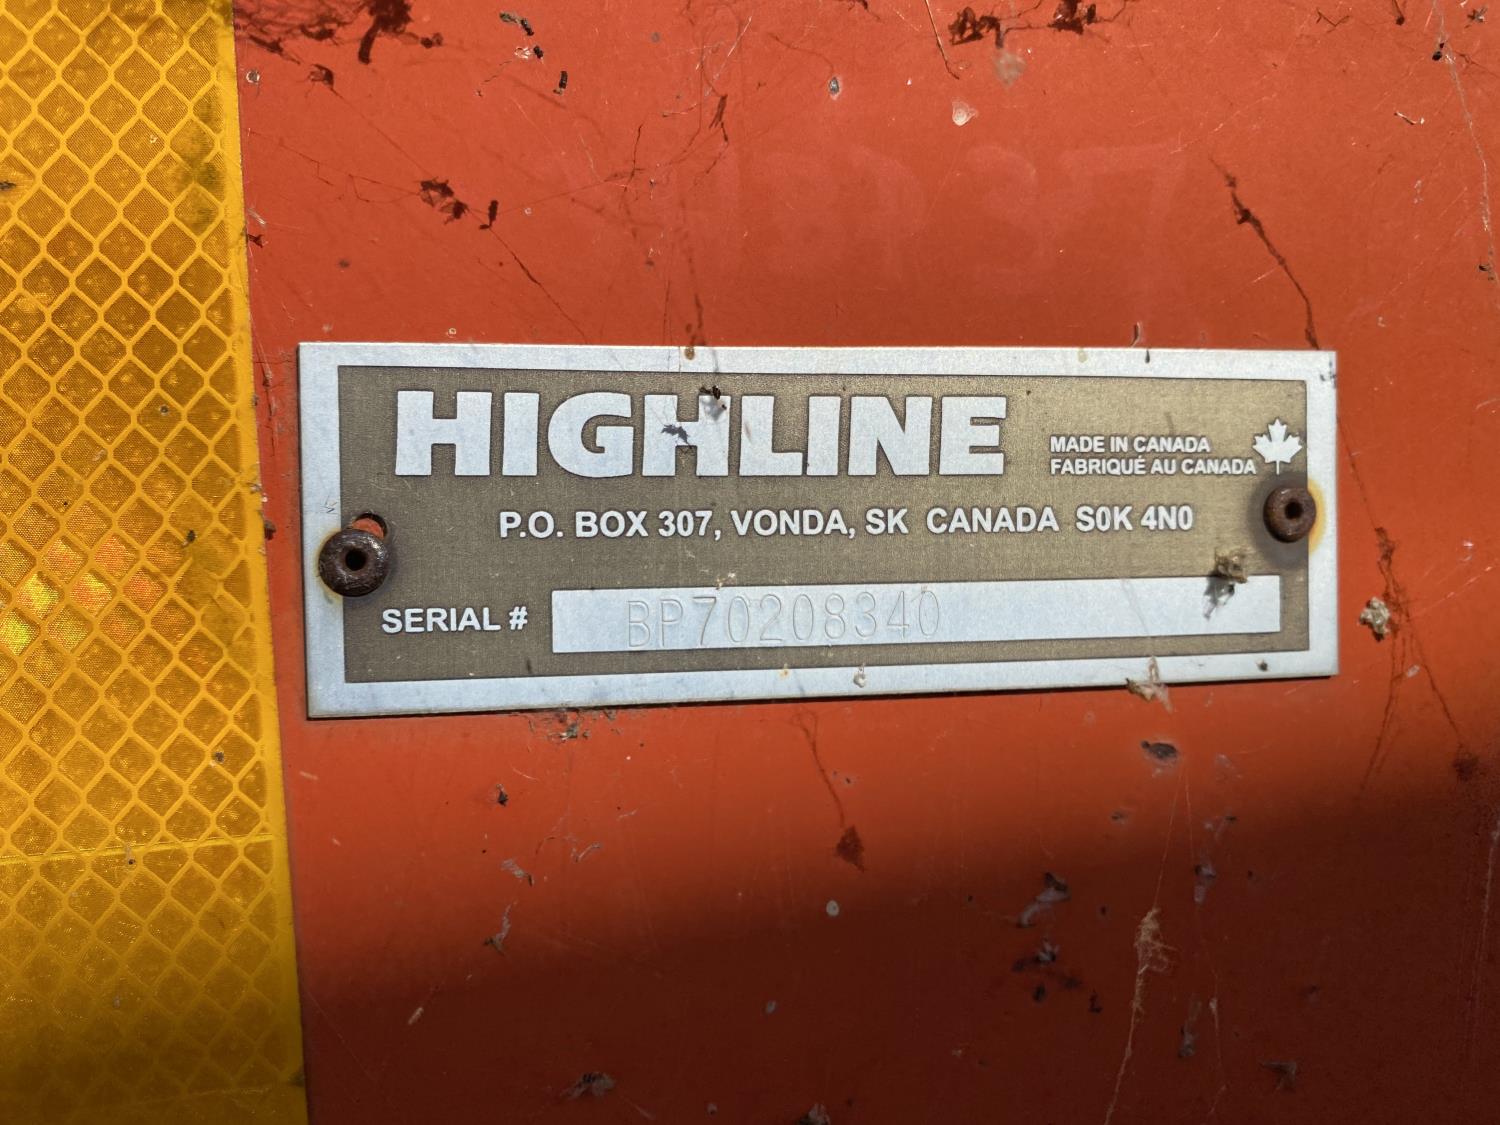 HIGHLINE
MADE IN CANADA
FABRIQUÉ AU CANADA
P.O. BOX 307, VONDA, SK CANADA S0K 4N0
SERIAL # BP70208340